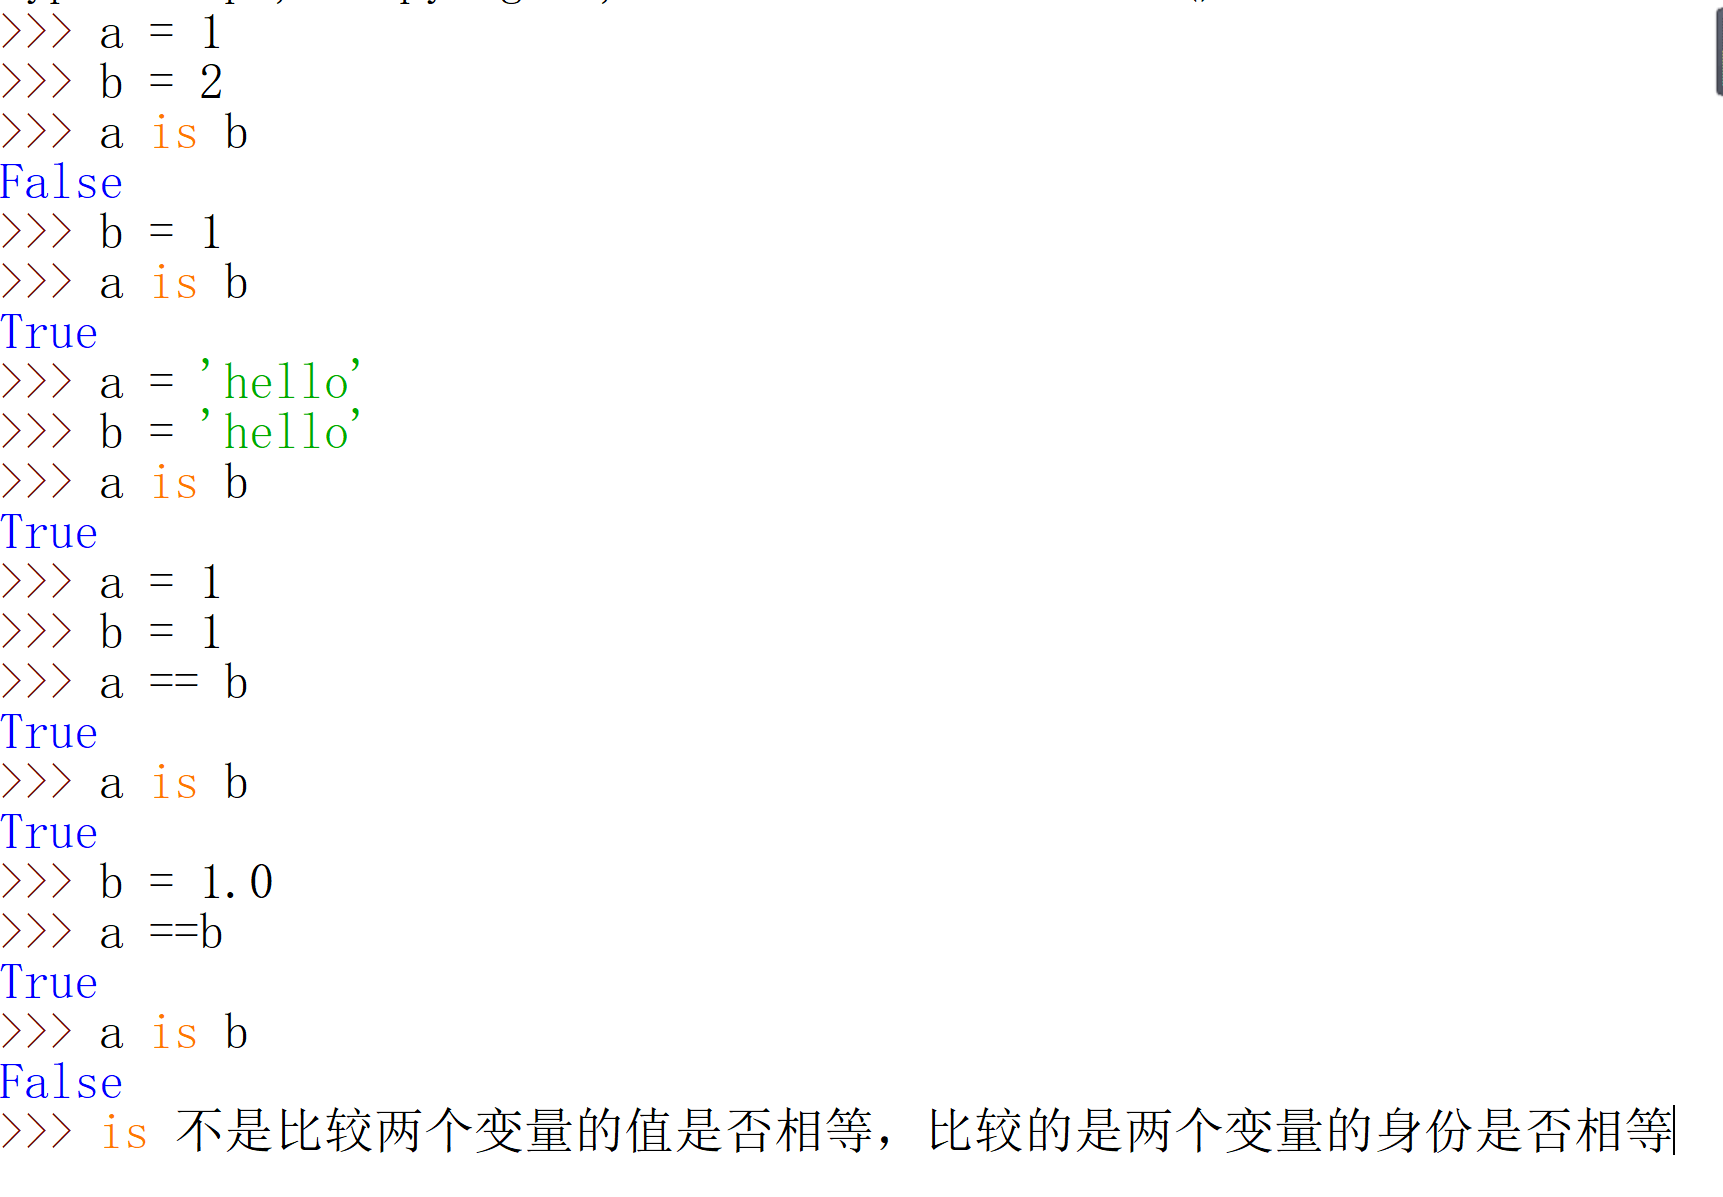 >>> a = 1
>>> b = 2
>>> a is b
False
>>> b = 1
>>> a is b
True
>>> a = 'hello'
>>> b = 'hello'
>>> a is b
True
>>> a = 1
>>> b = 1
>>> a == b
True
>>> a is b
True
>>> b = 1.0
>>> a ==b
True
>>> a is b
False
>>> is 不是比较两个变量的值是否相等，比较的是两个变量的身份是否相等